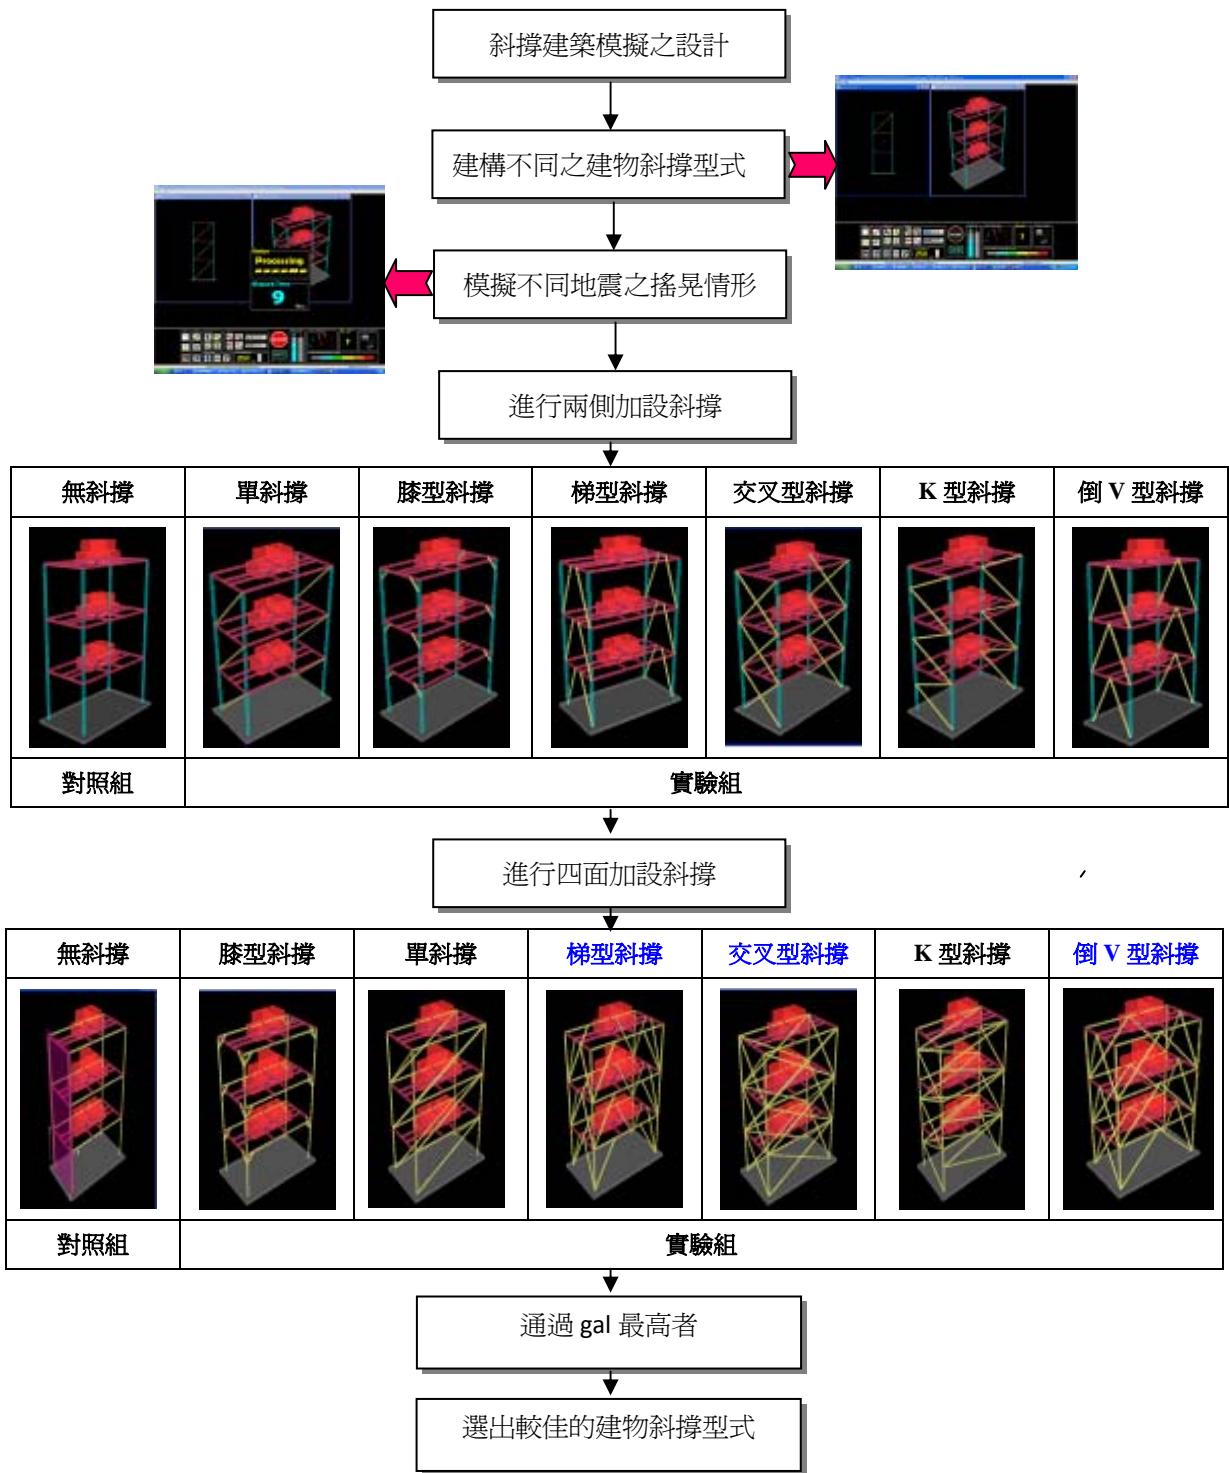 斜撐建築模擬之設計
建構不同之建物斜撐型式
Processing
9
模擬不同地震之搖晃情形
進行兩側加設斜撐
無斜撐 單斜撐 膝型斜撐 梯型斜撐 交叉型斜撐 K 型斜撐 倒 V 型斜撐
對照組 實驗組
進行四面加設斜撐
無斜撐 膝型斜撐 單斜撐 梯型斜撐 交叉型斜撐 K 型斜撐 倒 V 型斜撐
對照組 實驗組
通過 gal 最高者
選出較佳的建物斜撐型式